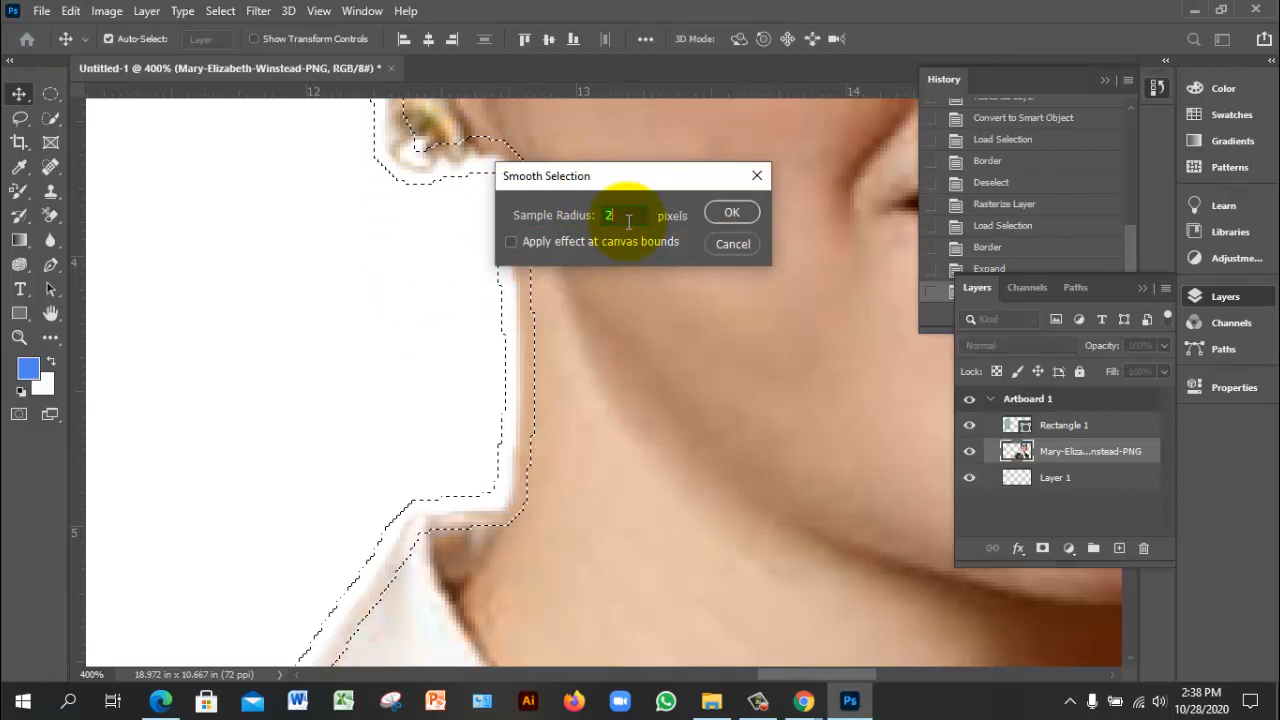 Ps File Edit Image Layer Type Select Filter 3D View Window Help
Auto-Select: Layer Show Transform Controls 3D Mode:
Untitled-1 @ 400% (Mary-Elizabeth-Winstead-PNG, RGB/8#) *
12 13 14
4
5
Smooth Selection
Sample Radius: 2 pixels
Apply effect at canvas bounds
OK
Cancel
History
Convert to Smart Object
Load Selection
Border
Deselect
Rasterize Layer
Load Selection
Border
Expand
Layers Channels Paths
Kind
Normal Opacity: 100%
Lock: Fill: 100%
Artboard 1
Rectangle 1
Mary-Eliza...nstead-PNG
Layer 1
Color
Swatches
Gradients
Patterns
Learn
Libraries
Adjustme...
Layers
Channels
Paths
Properties
400% 18.972 in x 10.667 in (72 ppi)
2:38 PM
10/28/2020